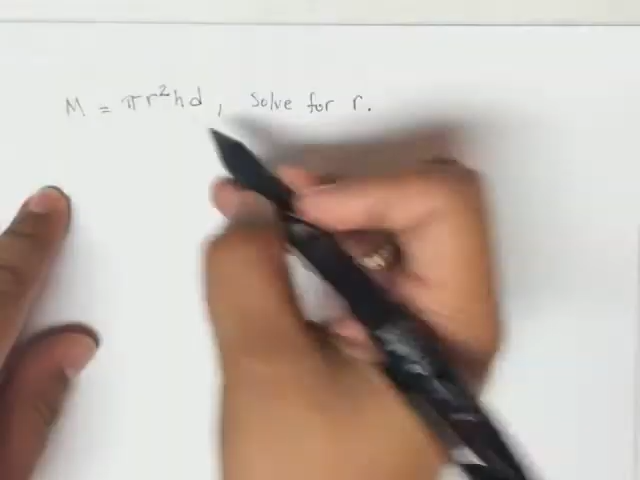 M = πr²hd, Solve for r.